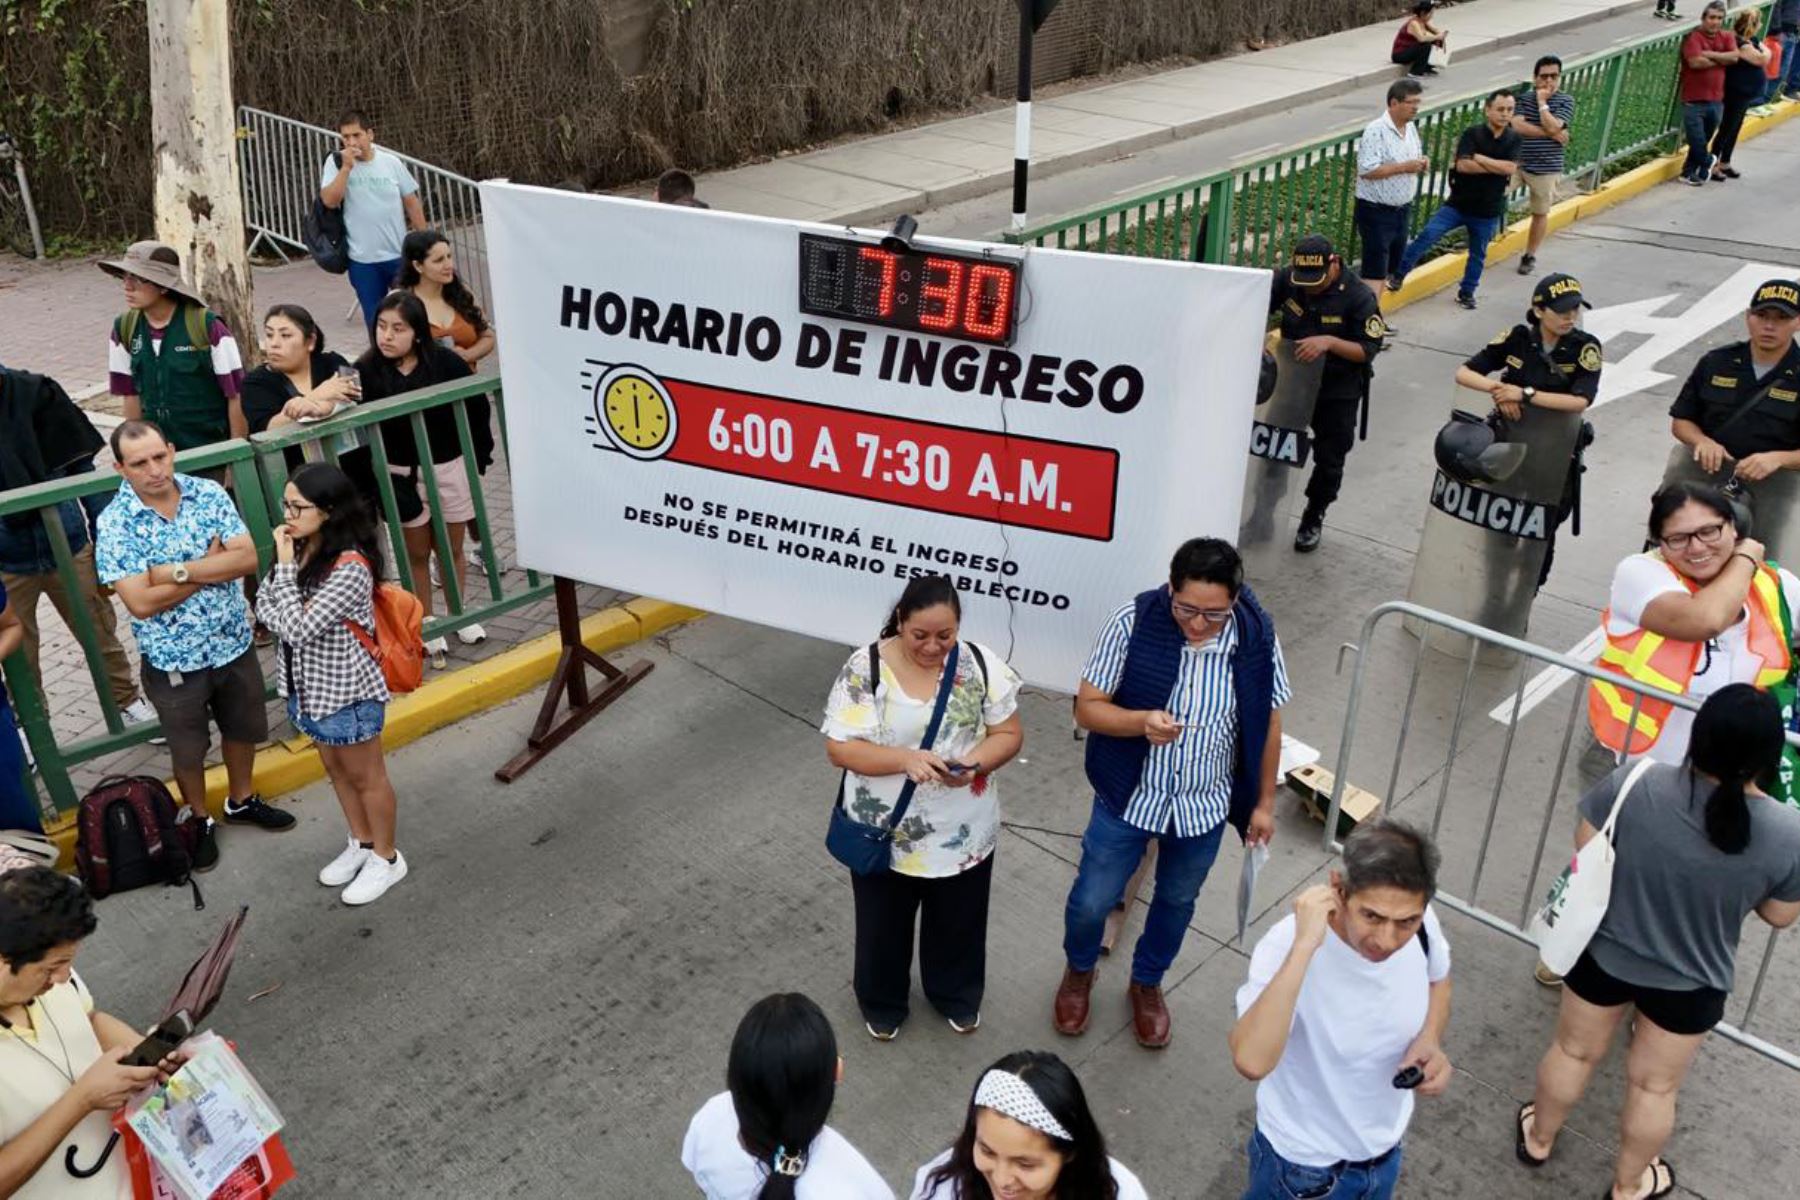 7:30
HORARIO DE INGRESO
6:00 A 7:30 A.M.
NO SE PERMITIRÁ EL INGRESO
DESPUÉS DEL HORARIO ESTABLECIDO
POLICIA
POLICIA
POLICIA
CIA
POLICIA